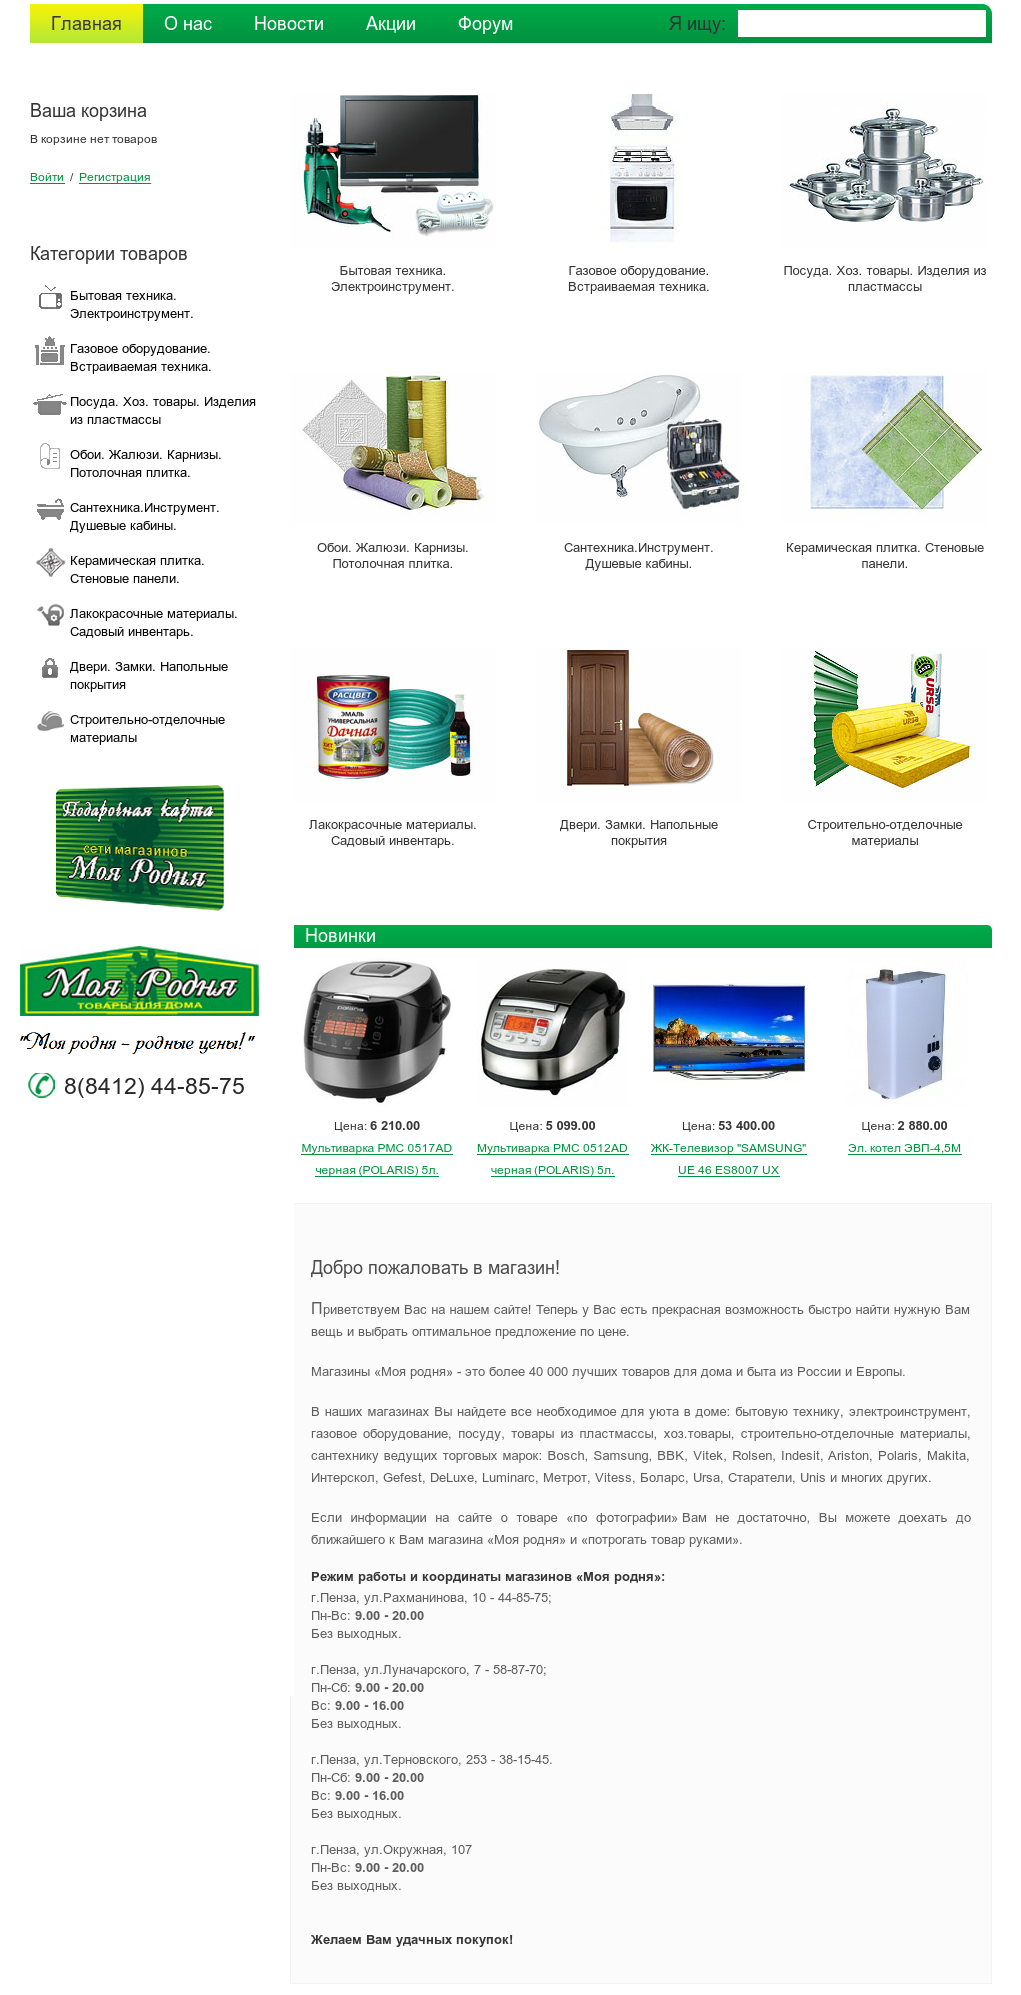 Главная О нас Новости Акции Форум Я ищу:
Ваша корзина
В корзине нет товаров
Войти / Регистрация
Категории товаров
Бытовая техника.
Электроинструмент.
Газовое оборудование.
Встраиваемая техника.
Посуда. Хоз. товары. Изделия
из пластмассы
Обои. Жалюзи. Карнизы.
Потолочная плитка.
Сантехника.Инструмент.
Душевые кабины.
Керамическая плитка.
Стеновые панели.
Лакокрасочные материалы.
Садовый инвентарь.
Двери. Замки. Напольные
покрытия
Строительно-отделочные
материалы
Подарочная карта
сети магазинов
Моя Родня
Моя Родня
ТОВАРЫ ДЛЯ ДОМА
"Моя родня – родные цены!"
8(8412) 44-85-75
Бытовая техника.
Электроинструмент.
Газовое оборудование.
Встраиваемая техника.
Посуда. Хоз. товары. Изделия из
пластмассы
Обои. Жалюзи. Карнизы.
Потолочная плитка.
Сантехника.Инструмент.
Душевые кабины.
Керамическая плитка. Стеновые
панели.
РАСЦВЕТ
ЭМАЛЬ
УНИВЕРСАЛЬНАЯ
Дачная
URSA
URSA
Лакокрасочные материалы.
Садовый инвентарь.
Двери. Замки. Напольные
покрытия
Строительно-отделочные
материалы
Новинки
Цена: 6 210.00
Мультиварка PMC 0517AD
черная (POLARIS) 5л.
Цена: 5 099.00
Мультиварка PMC 0512AD
черная (POLARIS) 5л.
Цена: 53 400.00
ЖК-Телевизор "SAMSUNG"
UE 46 ES8007 UX
Цена: 2 880.00
Эл. котел ЭВП-4,5М
Добро пожаловать в магазин!
Приветствуем Вас на нашем сайте! Теперь у Вас есть прекрасная возможность быстро найти нужную Вам
вещь и выбрать оптимальное предложение по цене.
Магазины «Моя родня» - это более 40 000 лучших товаров для дома и быта из России и Европы.
В наших магазинах Вы найдете все необходимое для уюта в доме: бытовую технику, электроинструмент,
газовое оборудование, посуду, товары из пластмассы, хоз.товары, строительно-отделочные материалы,
сантехнику ведущих торговых марок: Bosch, Samsung, BBK, Vitek, Rolsen, Indesit, Ariston, Polaris, Makita,
Интерскол, Gefest, DeLuxe, Luminarc, Метрот, Vitess, Боларс, Ursa, Старатели, Unis и многих других.
Если информации на сайте о товаре «по фотографии» Вам не достаточно, Вы можете доехать до
ближайшего к Вам магазина «Моя родня» и «потрогать товар руками».
Режим работы и координаты магазинов «Моя родня»:
г.Пенза, ул.Рахманинова, 10 - 44-85-75;
Пн-Вс: 9.00 - 20.00
Без выходных.
г.Пенза, ул.Луначарского, 7 - 58-87-70;
Пн-Сб: 9.00 - 20.00
Вс: 9.00 - 16.00
Без выходных.
г.Пенза, ул.Терновского, 253 - 38-15-45.
Пн-Сб: 9.00 - 20.00
Вс: 9.00 - 16.00
Без выходных.
г.Пенза, ул.Окружная, 107
Пн-Вс: 9.00 - 20.00
Без выходных.
Желаем Вам удачных покупок!